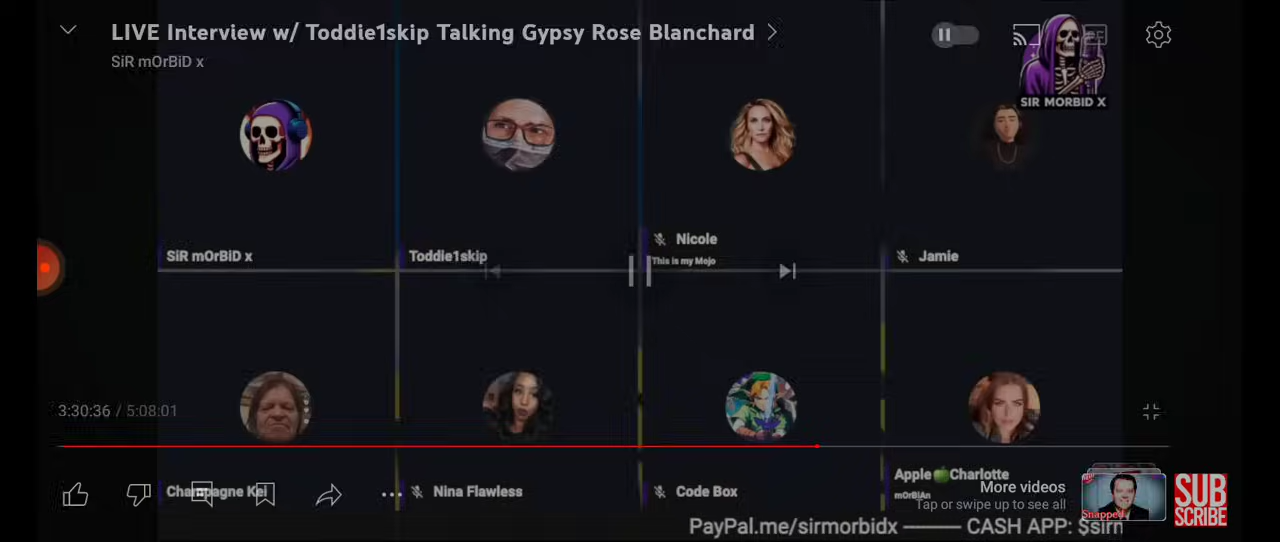 LIVE Interview w/ Toddie1skip Talking Gypsy Rose Blanchard
SiR mOrBiD x
SIR MORBID X
SiR mOrBiD x
Toddie1skip
Nicole
This is my Mojo
Jamie
3:30:36 / 5:08:01
Champagne Kel
Nina Flawless
Code Box
Apple🍏Charlotte
mOrBiAn
More videos
Tap or swipe up to see all
Snapped
SUB
SCRIBE
PayPal.me/sirmorbidx ——— CASH APP: $sirm